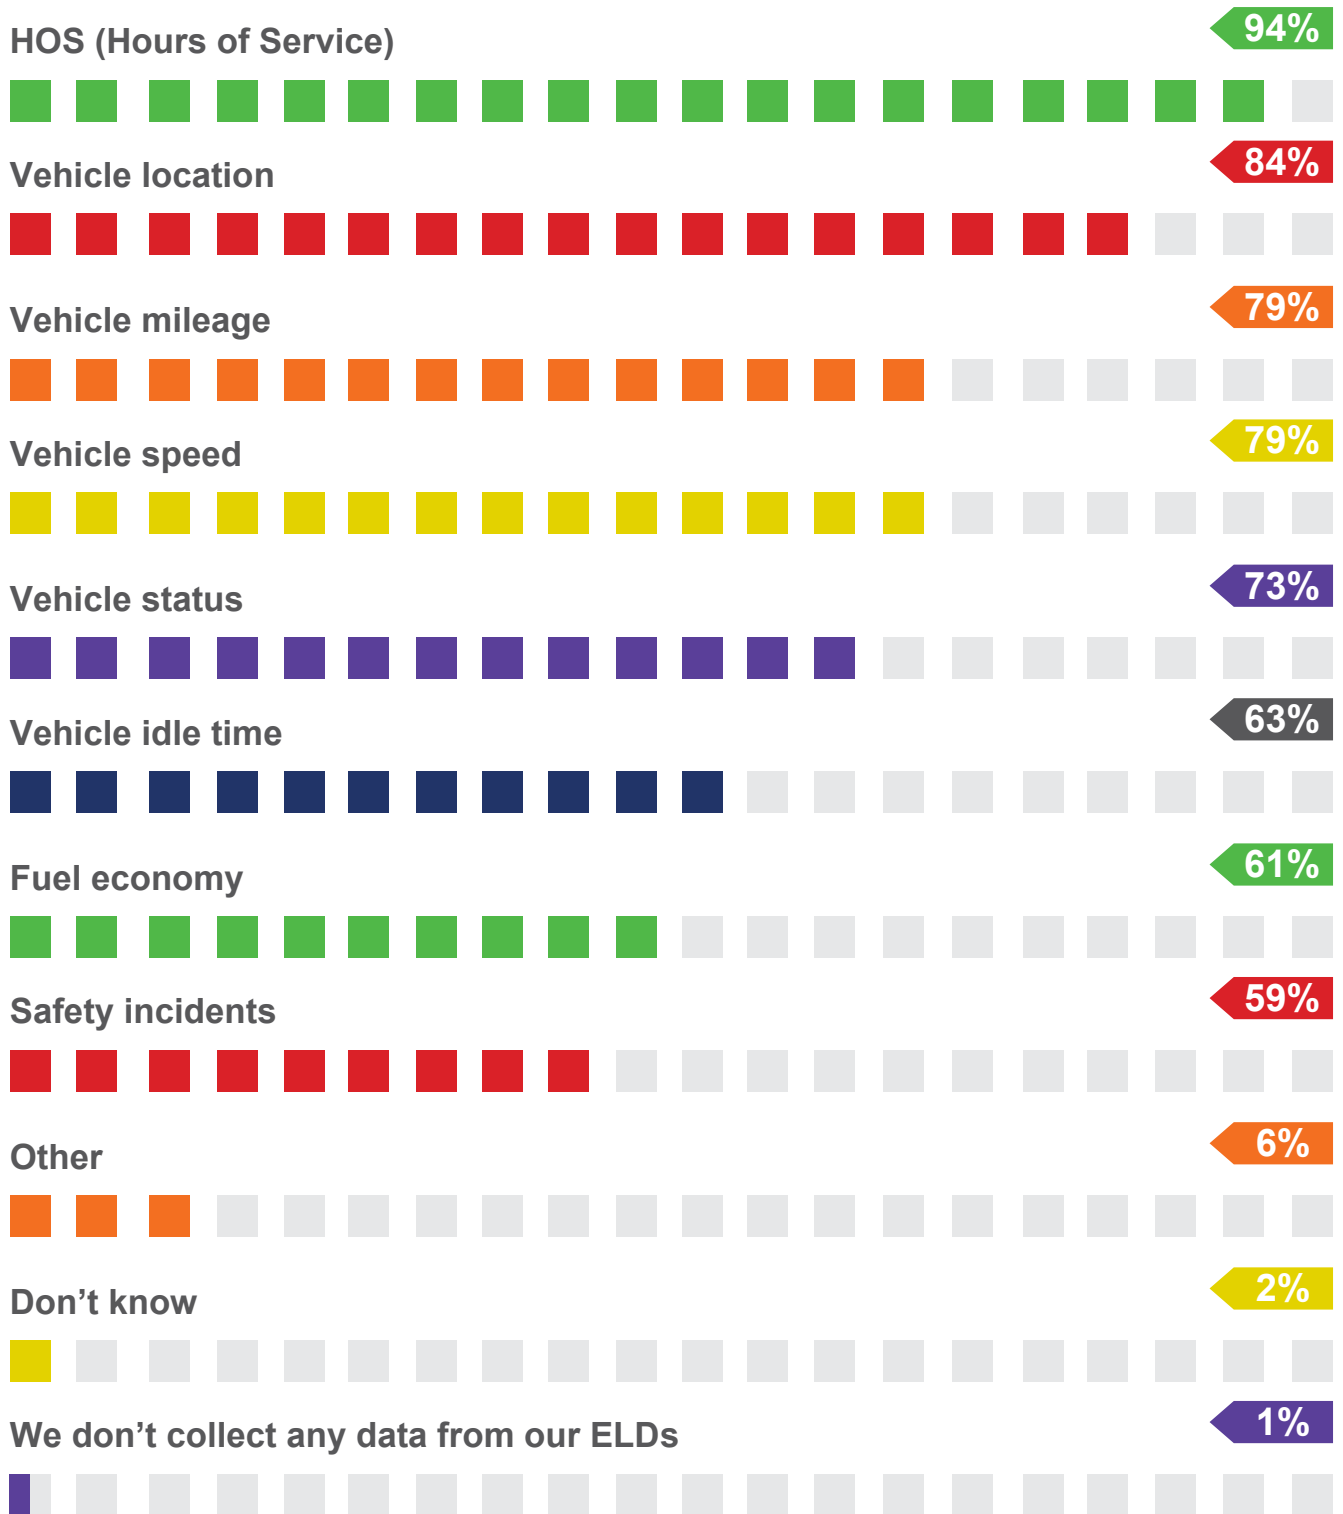 HOS (Hours of Service)
94%
Vehicle location
84%
Vehicle mileage
79%
Vehicle speed
79%
Vehicle status
73%
Vehicle idle time
63%
Fuel economy
61%
Safety incidents
59%
Other
6%
Don’t know
2%
We don’t collect any data from our ELDs
1%